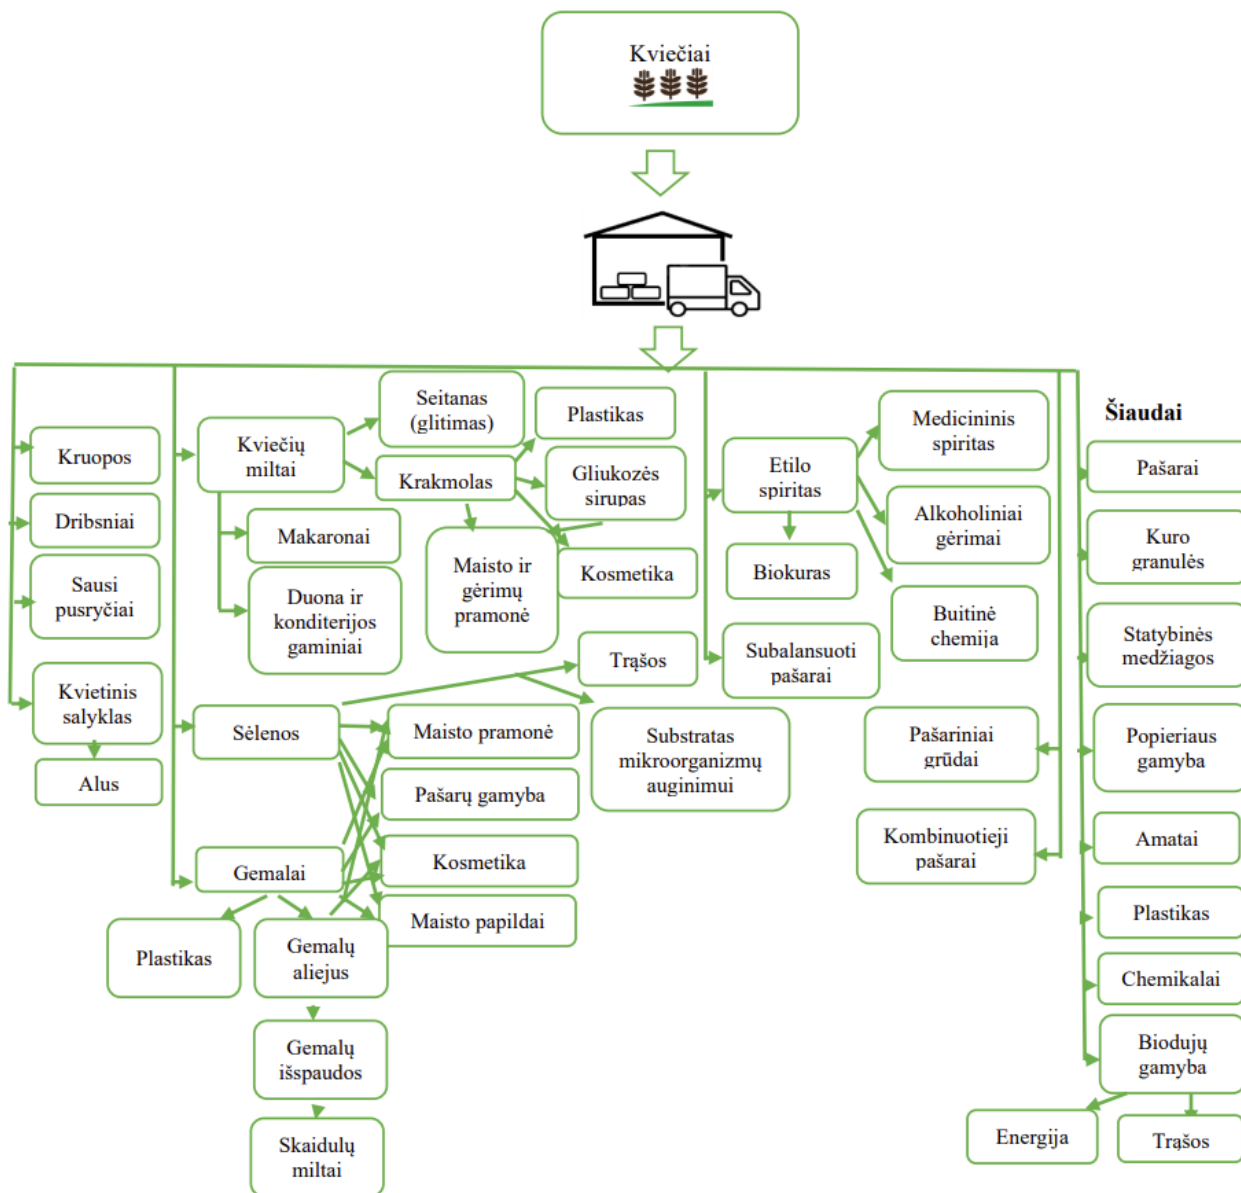 Kviečiai
Kruopos
Dribsniai
Sausi
pusryčiai
Kvietinis
salyklas
Alus
Kviečių
miltai
Seitanas
(glitimas)
Krakmolas
Plastikas
Gliukozės
sirupas
Makaronai
Duona ir
konditerijos
gaminiai
Maisto ir
gėrimų
pramonė
Kosmetika
Sėlenos
Trąšos
Substratas
mikroorganizmų
auginimui
Maisto pramonė
Pašarų gamyba
Kosmetika
Maisto papildai
Gemalai
Plastikas
Gemalų
aliejus
Gemalų
išspaudos
Skaidulų
miltai
Etilo
spiritas
Medicininis
spiritas
Alkoholiniai
gėrimai
Buitinė
chemija
Biokuras
Subalansuoti
pašarai
Pašariniai
grūdai
Kombinuotieji
pašarai
Šiaudai
Pašarai
Kuro
granulės
Statybinės
medžiagos
Popieriaus
gamyba
Amatai
Plastikas
Chemikalai
Biodujų
gamyba
Energija
Trąšos